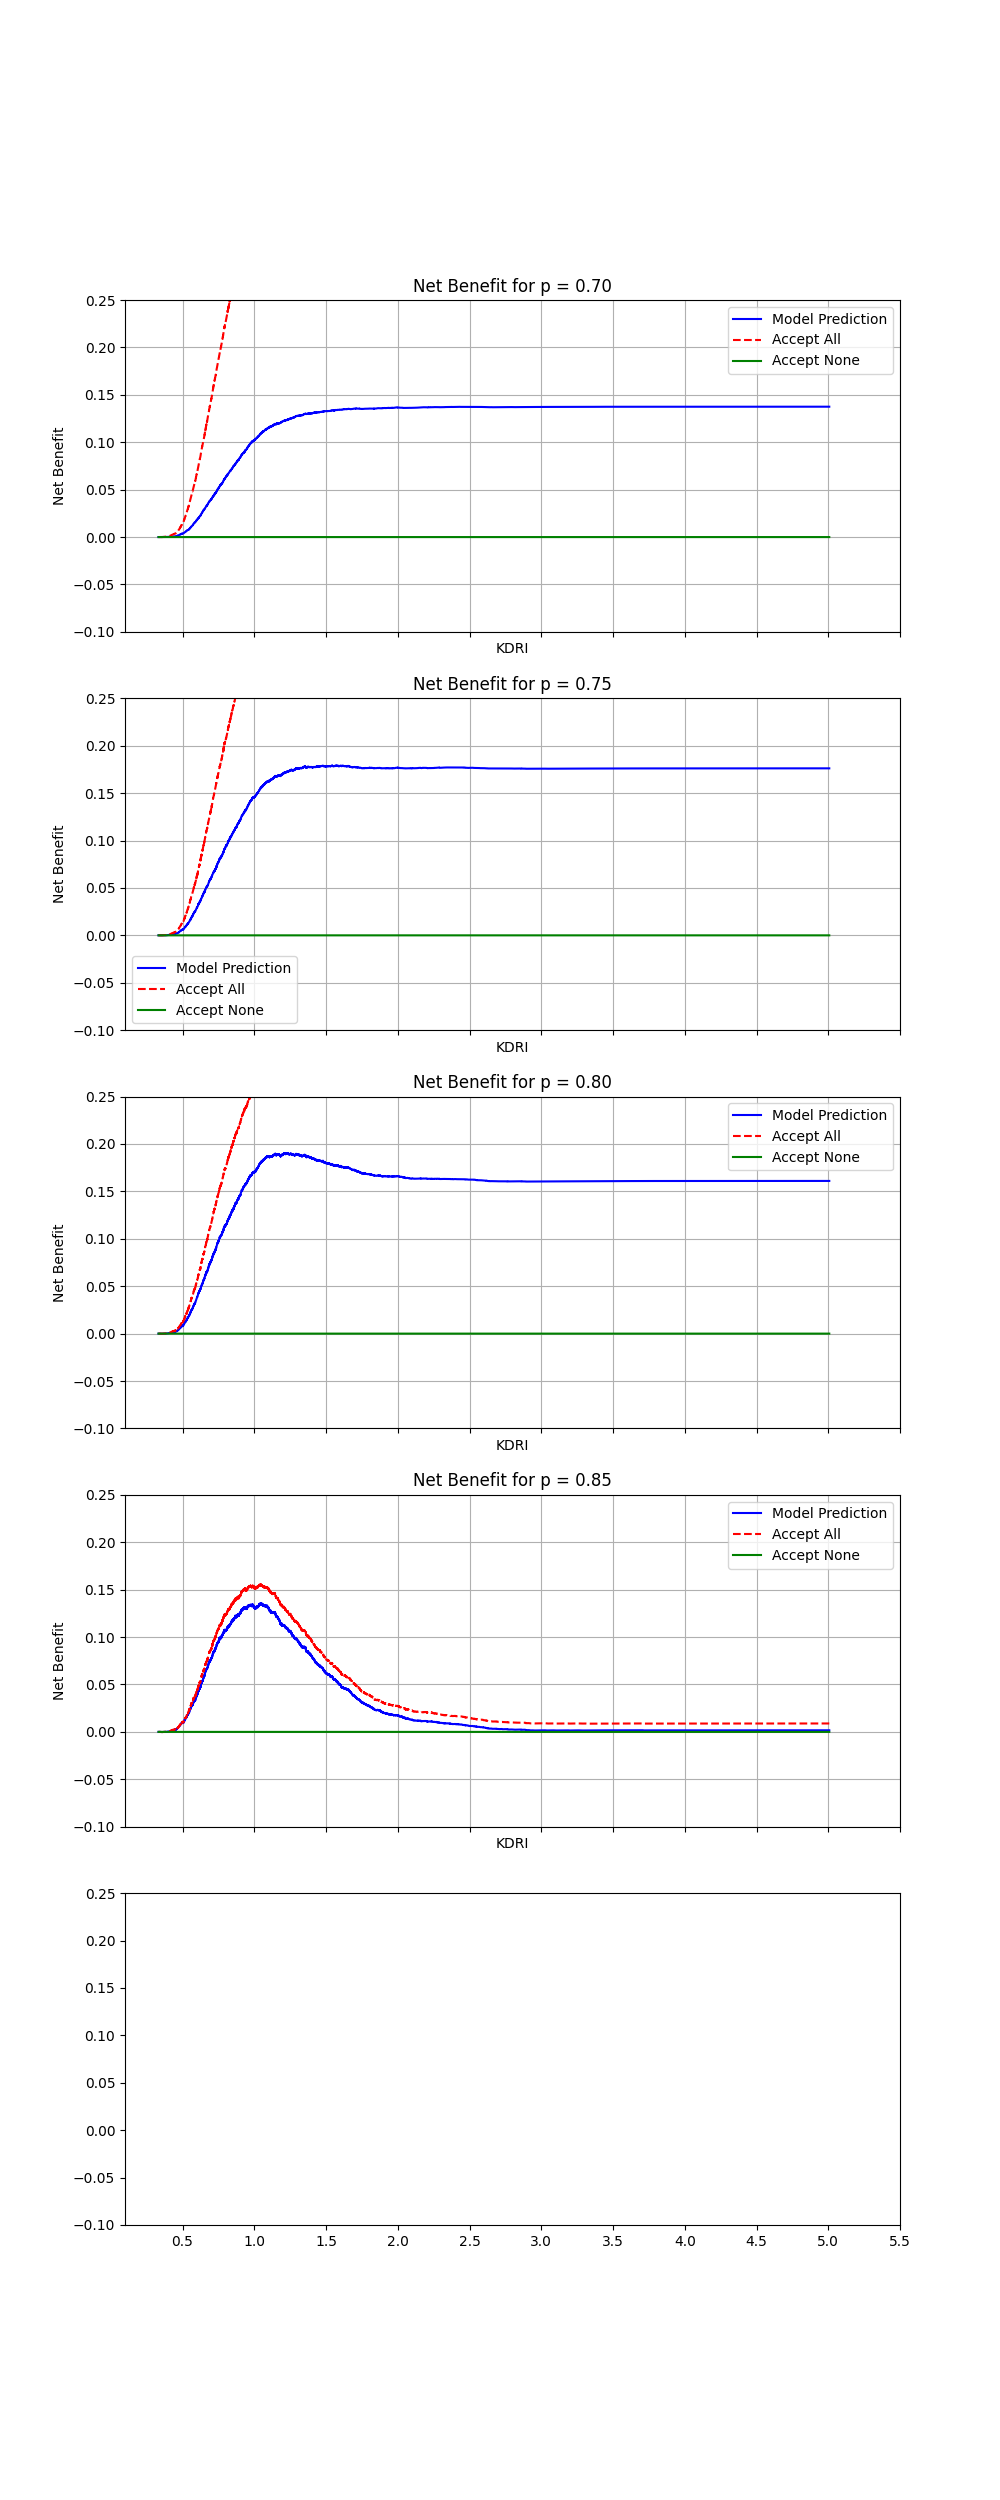 Net Benefit for p = 0.70
0.25
0.20
0.15
0.10
0.05
0.00
−0.05
−0.10
Net Benefit
Model Prediction
Accept All
Accept None
KDRI
Net Benefit for p = 0.75
0.25
0.20
0.15
0.10
0.05
0.00
−0.05
−0.10
Net Benefit
Model Prediction
Accept All
Accept None
KDRI
Net Benefit for p = 0.80
0.25
0.20
0.15
0.10
0.05
0.00
−0.05
−0.10
Net Benefit
Model Prediction
Accept All
Accept None
KDRI
Net Benefit for p = 0.85
0.25
0.20
0.15
0.10
0.05
0.00
−0.05
−0.10
Net Benefit
Model Prediction
Accept All
Accept None
KDRI
0.25
0.20
0.15
0.10
0.05
0.00
−0.05
−0.10
0.5 1.0 1.5 2.0 2.5 3.0 3.5 4.0 4.5 5.0 5.5